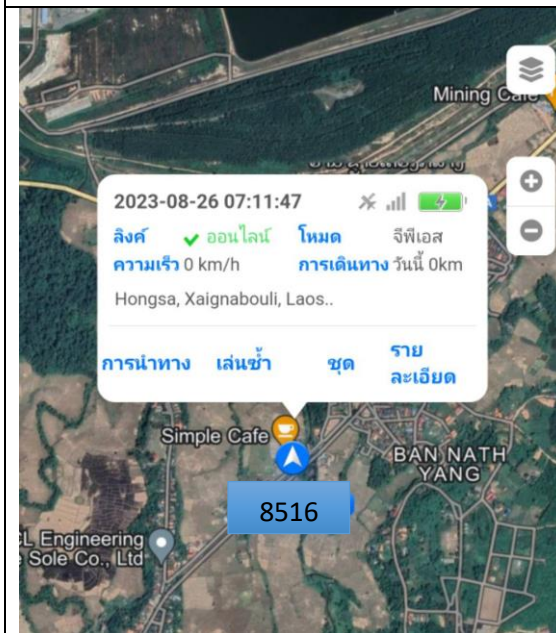 Mining Cafe
2023-08-26 07:11:47
ลิงค์ ออนไลน์ โหมด จีพีเอส
ความเร็ว 0 km/h การเดินทาง วันนี้ 0km
Hongsa, Xaignabouli, Laos..
การนำทาง เล่นซ้ำ ชุด ราย
ละเอียด
Simple Cafe
BAN NATH
YANG
8516
CL Engineering
Sole Co., Ltd